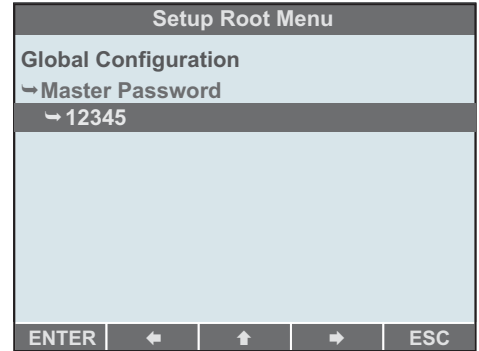 Setup Root Menu
Global Configuration
➥Master Password
➥12345
ENTER ← ↑ → ESC